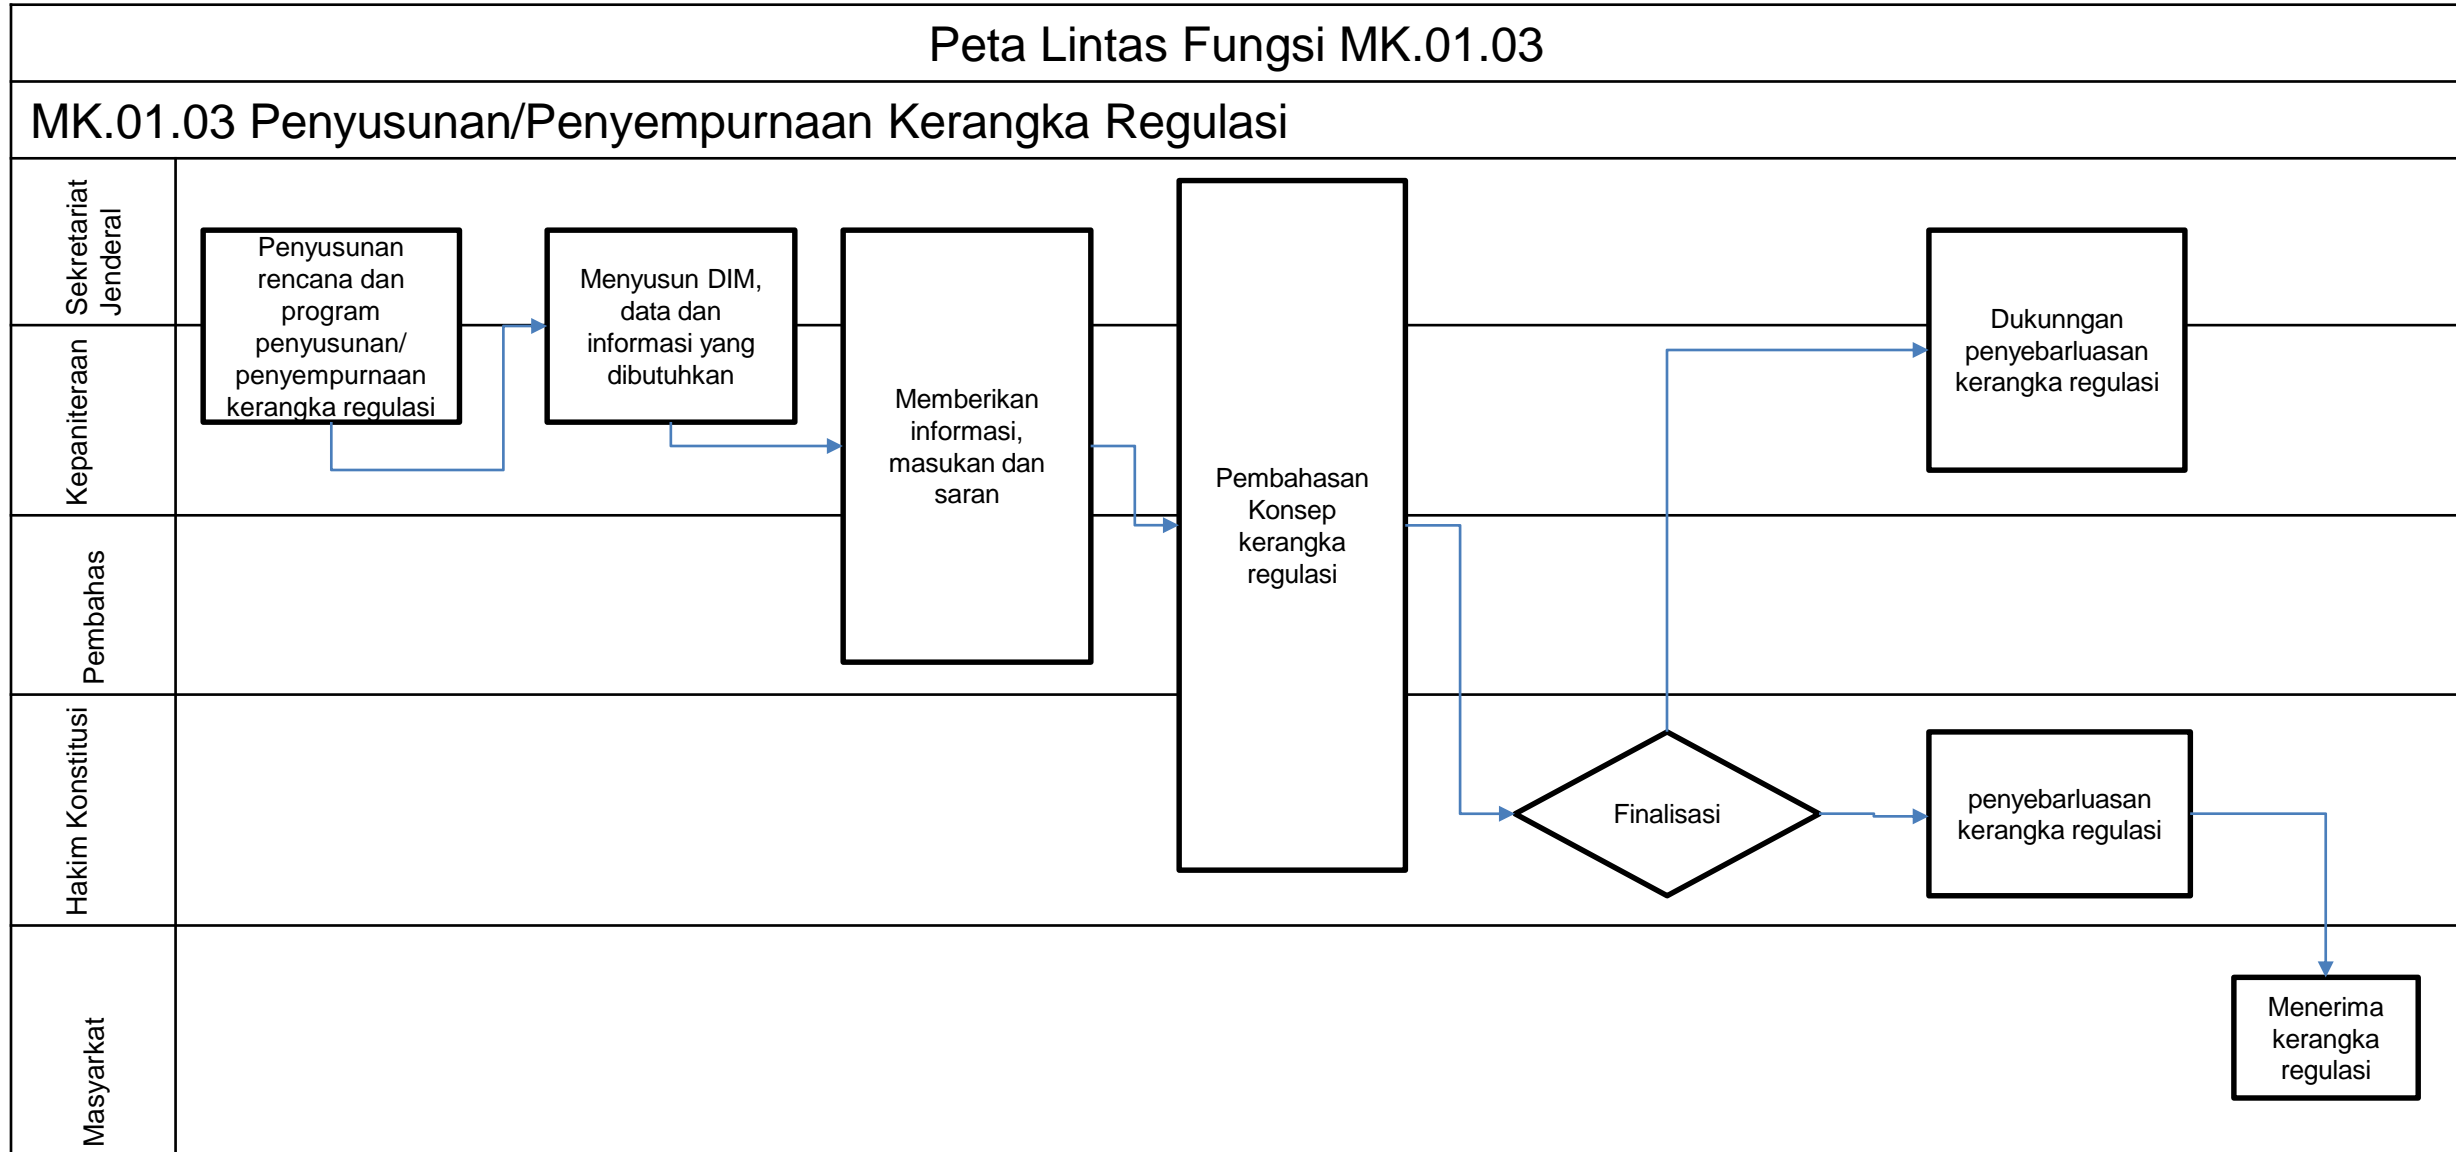 Peta Lintas Fungsi MK.01.03
MK.01.03 Penyusunan/Penyempurnaan Kerangka Regulasi
Sekretariat
Jenderal
Penyusunan
rencana dan
program
penyusunan/
penyempurnaan
kerangka regulasi
Menyusun DIM,
data dan
informasi yang
dibutuhkan
Memberikan
informasi,
masukan dan
saran
Pembahasan
Konsep
kerangka
regulasi
Dukunngan
penyebarluasan
kerangka regulasi
Kepaniteraan
Pembahas
Hakim Konstitusi
Finalisasi
penyebarluasan
kerangka regulasi
Masyarkat
Menerima
kerangka
regulasi